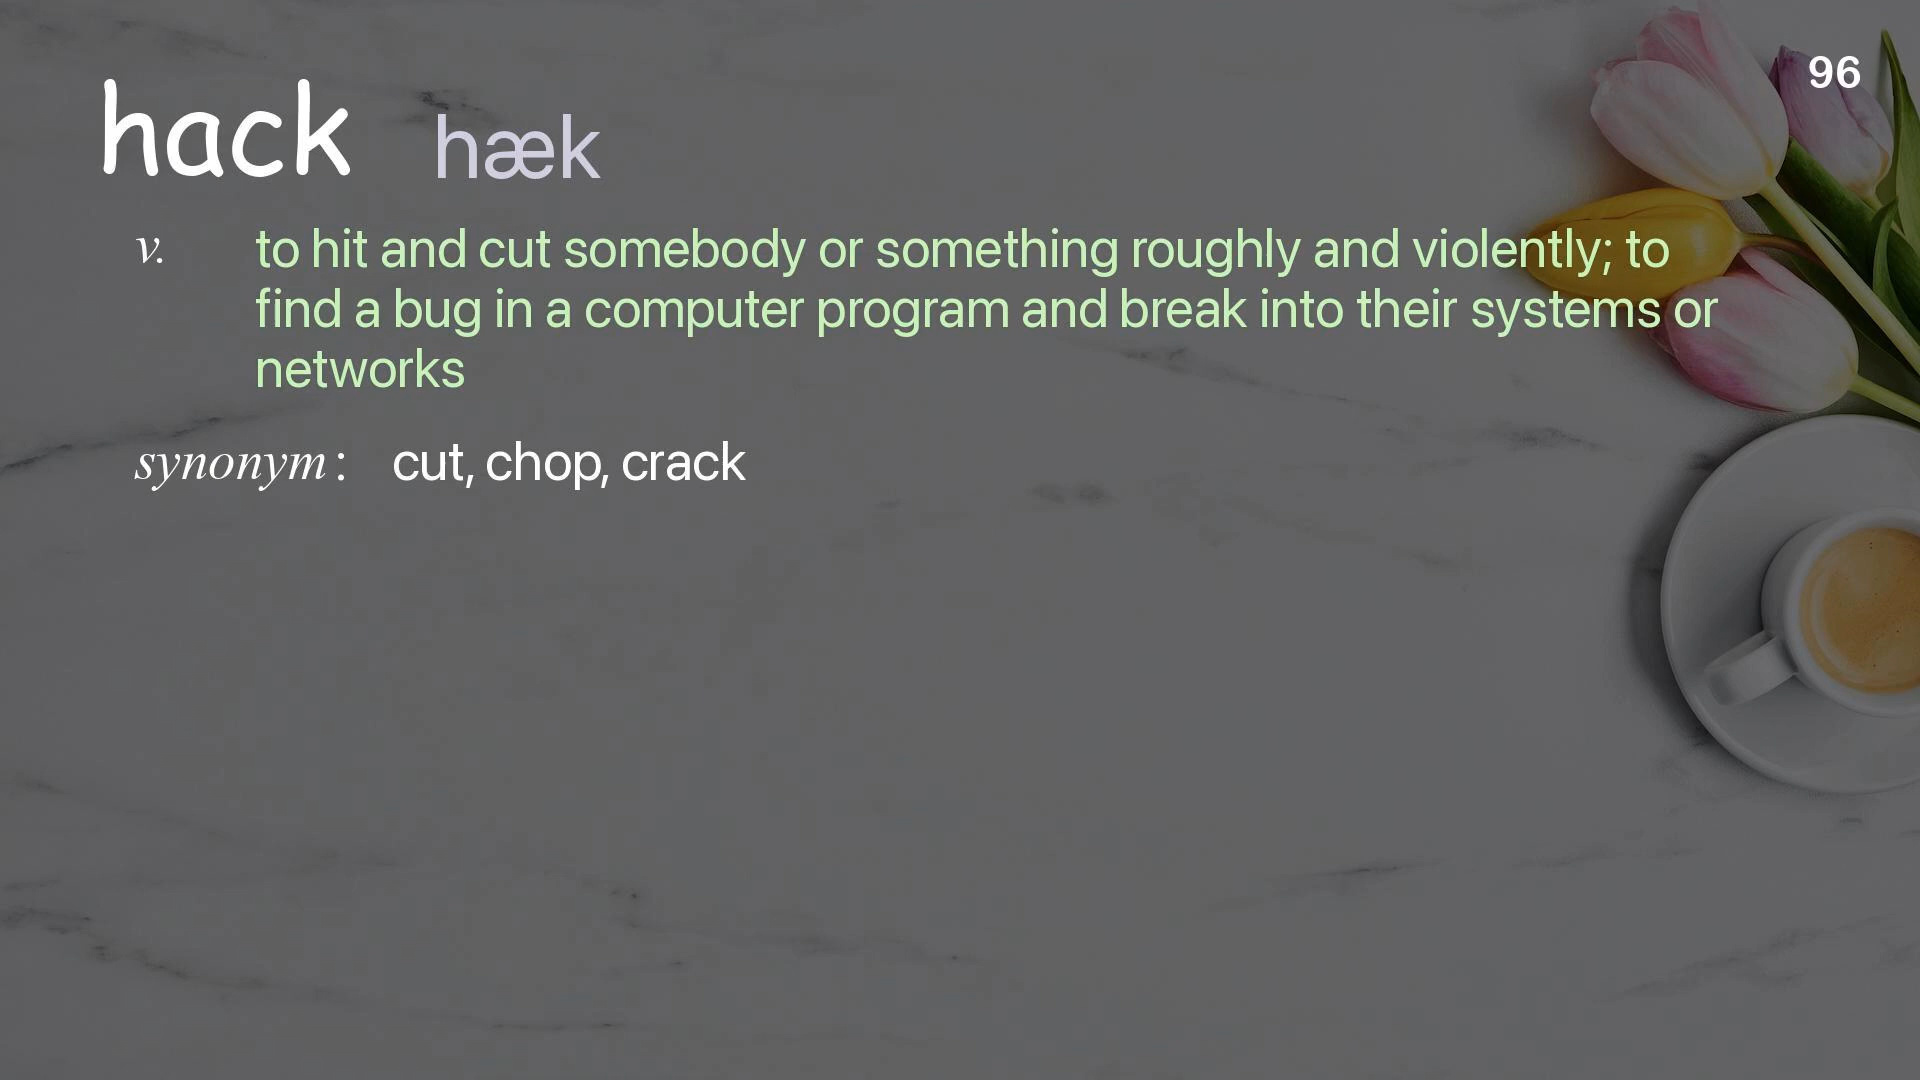 96
hack hæk
v. to hit and cut somebody or something roughly and violently; to
find a bug in a computer program and break into their systems or
networks
synonym : cut, chop, crack